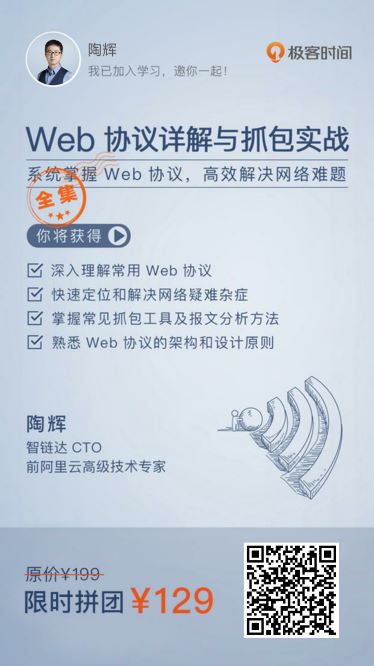 陶辉
极客时间
我已加入学习，邀你一起！
Web 协议详解与抓包实战
系统掌握 Web 协议，高效解决网络难题
全集
你将获得
深入理解常用 Web 协议
快速定位和解决网络疑难杂症
掌握常见抓包工具及报文分析方法
熟悉 Web 协议的架构和设计原则
陶辉
智链达 CTO
前阿里云高级技术专家
原价¥199
限时拼团 ¥129